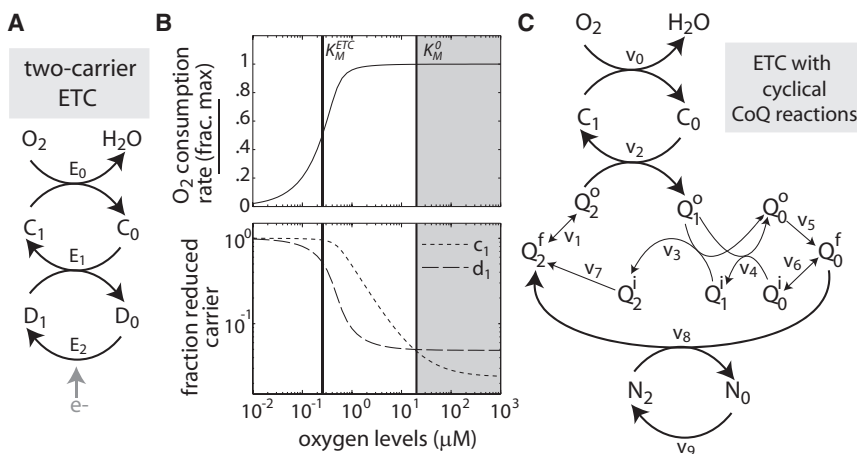 A
two-carrier
ETC
O2 H2O
E0
C1 C0
E1
D1 D0
E2
e-
B
K_M^ETC K_M^0
O2 consumption
rate (frac. max)
1
.8
.6
.4
.2
0
fraction reduced
carrier
10^0
10^-1
c1
d1
10^-2 10^-1 10^0 10^1 10^2 10^3
oxygen levels (μM)
C
O2 H2O
v0
ETC with
cyclical
CoQ reactions
C1 C0
v2
Q2^o Q1^o Q0^o
v1 v5
Q2^f Q0^f
v3 v4 v6
v7
Q2^i Q1^i Q0^i
v8
N2 N0
v9